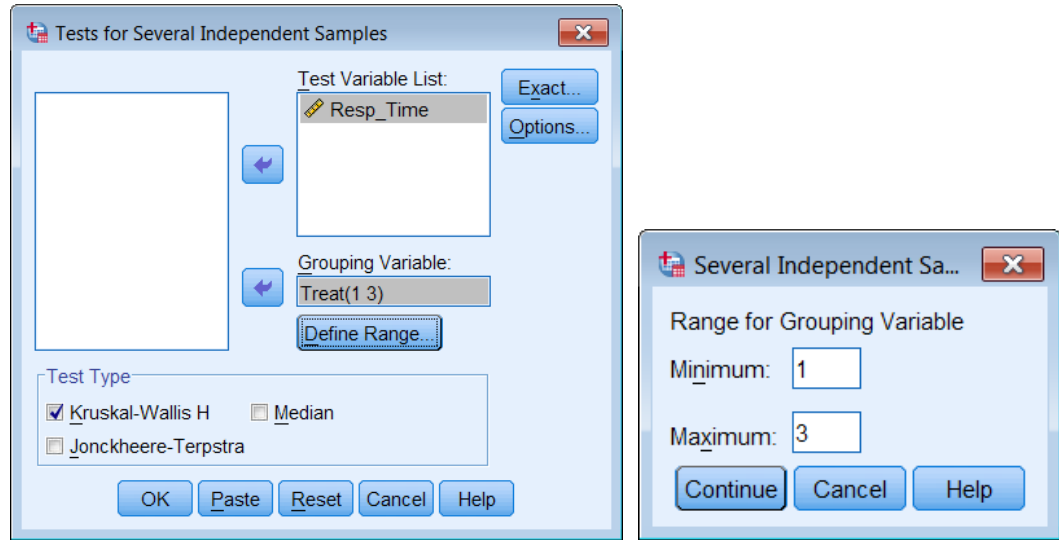 Tests for Several Independent Samples
Test Variable List:
Resp_Time
Exact...
Options...
Grouping Variable:
Treat(1 3)
Define Range...
Test Type
Kruskal-Wallis H
Median
Jonckheere-Terpstra
OK
Paste
Reset
Cancel
Help
Several Independent Sa...
Range for Grouping Variable
Minimum: 1
Maximum: 3
Continue
Cancel
Help